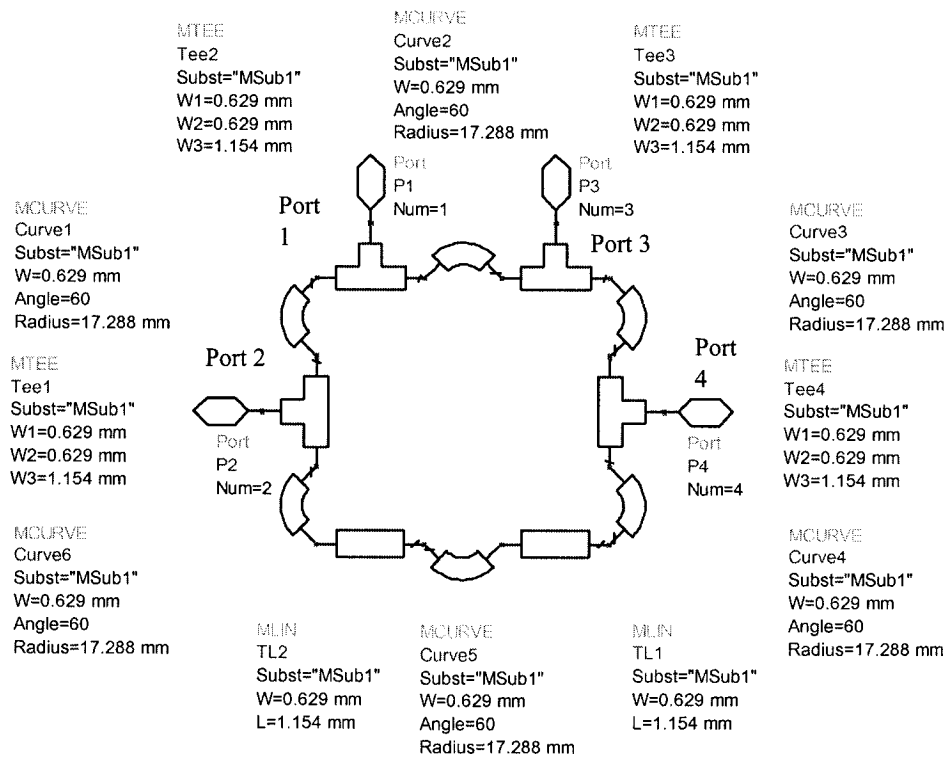 MTEE
Tee2
Subst="MSub1"
W1=0.629 mm
W2=0.629 mm
W3=1.154 mm
MCURVE
Curve2
Subst="MSub1"
W=0.629 mm
Angle=60
Radius=17.288 mm
MTEE
Tee3
Subst="MSub1"
W1=0.629 mm
W2=0.629 mm
W3=1.154 mm
Port
P1
Num=1
Port
P3
Num=3
Port
1
Port 3
MCURVE
Curve1
Subst="MSub1"
W=0.629 mm
Angle=60
Radius=17.288 mm
MCURVE
Curve3
Subst="MSub1"
W=0.629 mm
Angle=60
Radius=17.288 mm
Port 2
Port
4
MTEE
Tee1
Subst="MSub1"
W1=0.629 mm
W2=0.629 mm
W3=1.154 mm
Port
P2
Num=2
Port
P4
Num=4
MTEE
Tee4
Subst="MSub1"
W1=0.629 mm
W2=0.629 mm
W3=1.154 mm
MCURVE
Curve6
Subst="MSub1"
W=0.629 mm
Angle=60
Radius=17.288 mm
MCURVE
Curve4
Subst="MSub1"
W=0.629 mm
Angle=60
Radius=17.288 mm
MLIN
TL2
Subst="MSub1"
W=0.629 mm
L=1.154 mm
MCURVE
Curve5
Subst="MSub1"
W=0.629 mm
Angle=60
Radius=17.288 mm
MLIN
TL1
Subst="MSub1"
W=0.629 mm
L=1.154 mm